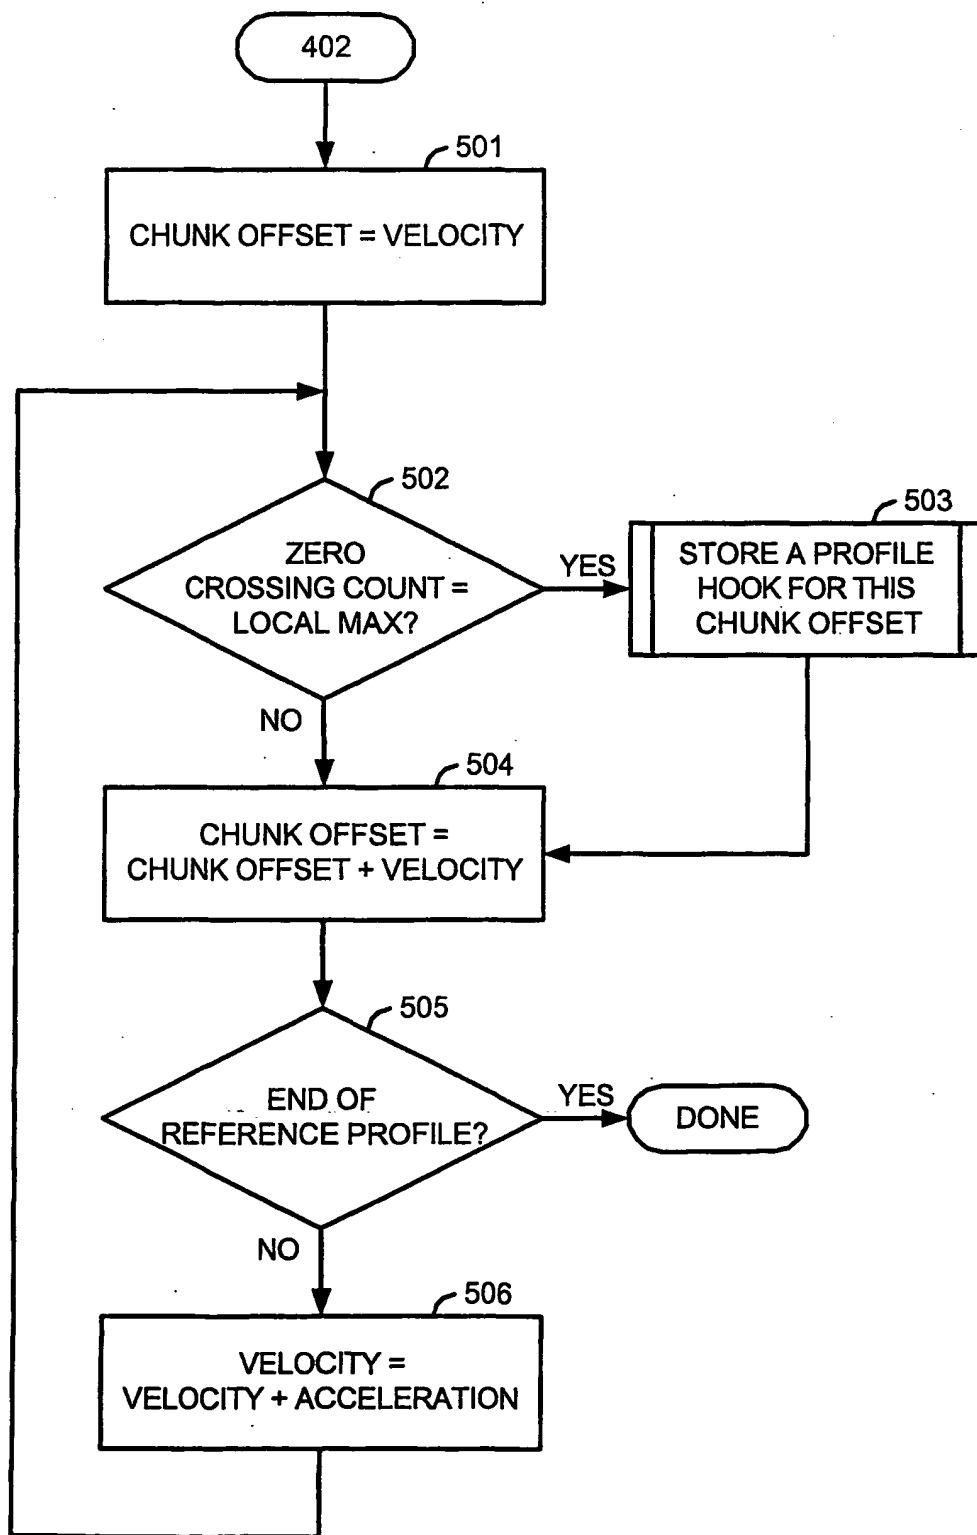 402
501
CHUNK OFFSET = VELOCITY
502
ZERO
CROSSING COUNT =
LOCAL MAX?
YES
503
STORE A PROFILE
HOOK FOR THIS
CHUNK OFFSET
NO
504
CHUNK OFFSET =
CHUNK OFFSET + VELOCITY
505
END OF
REFERENCE PROFILE?
YES
DONE
NO
506
VELOCITY =
VELOCITY + ACCELERATION